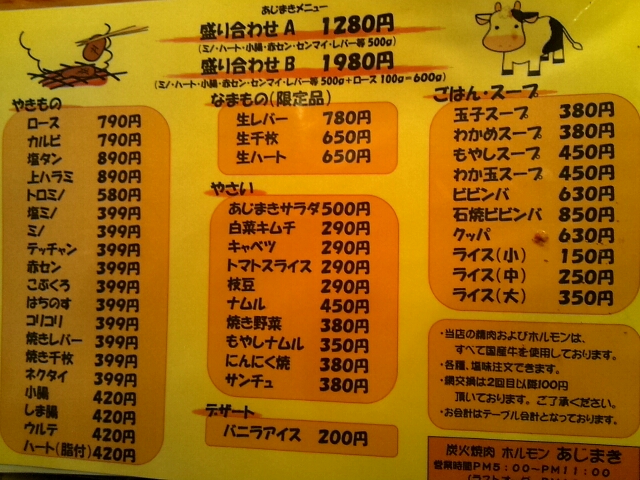 あじまきメニュー
盛り合わせA 1280円
(ミノ・ハート・小腸・赤セン・センマイ・レバー等 500g)
盛り合わせB 1980円
(ミノ・ハート・小腸・赤セン・センマイ・レバー等 500g+ロース 100g=600g)
やきもの
ロース 790円
カルビ 790円
塩タン 890円
上ハラミ 890円
トロミノ 580円
塩ミノ 399円
ミノ 399円
テッチャン 399円
赤セン 399円
こぶくろ 399円
はちのす 399円
コリコリ 399円
焼きレバー 399円
焼き千枚 399円
ネクタイ 399円
小腸 420円
しま腸 420円
ウルテ 420円
ハート(脂付) 420円
なまもの(限定品)
生レバー 780円
生千枚 650円
生ハート 650円
やさい
あじまきサラダ 500円
白菜キムチ 290円
キャベツ 290円
トマトスライス 290円
枝豆 290円
ナムル 450円
焼き野菜 380円
もやしナムル 350円
にんにく焼 380円
サンチュ 380円
デザート
バニラアイス 200円
ごはん・スープ
玉子スープ 380円
わかめスープ 380円
もやしスープ 450円
わか玉スープ 450円
ビビンバ 630円
石焼ビビンバ 850円
クッパ 630円
ライス(小) 150円
ライス(中) 250円
ライス(大) 350円
・当店の精肉およびホルモンは、
すべて国産牛を使用しております。
・各種、塩味注文できます。
・網交換は2回目以降100円
頂いております。ご了承ください。
・お会計はテーブル会計となっております。
炭火焼肉 ホルモン あじまき
営業時間PM5:00~PM11:00